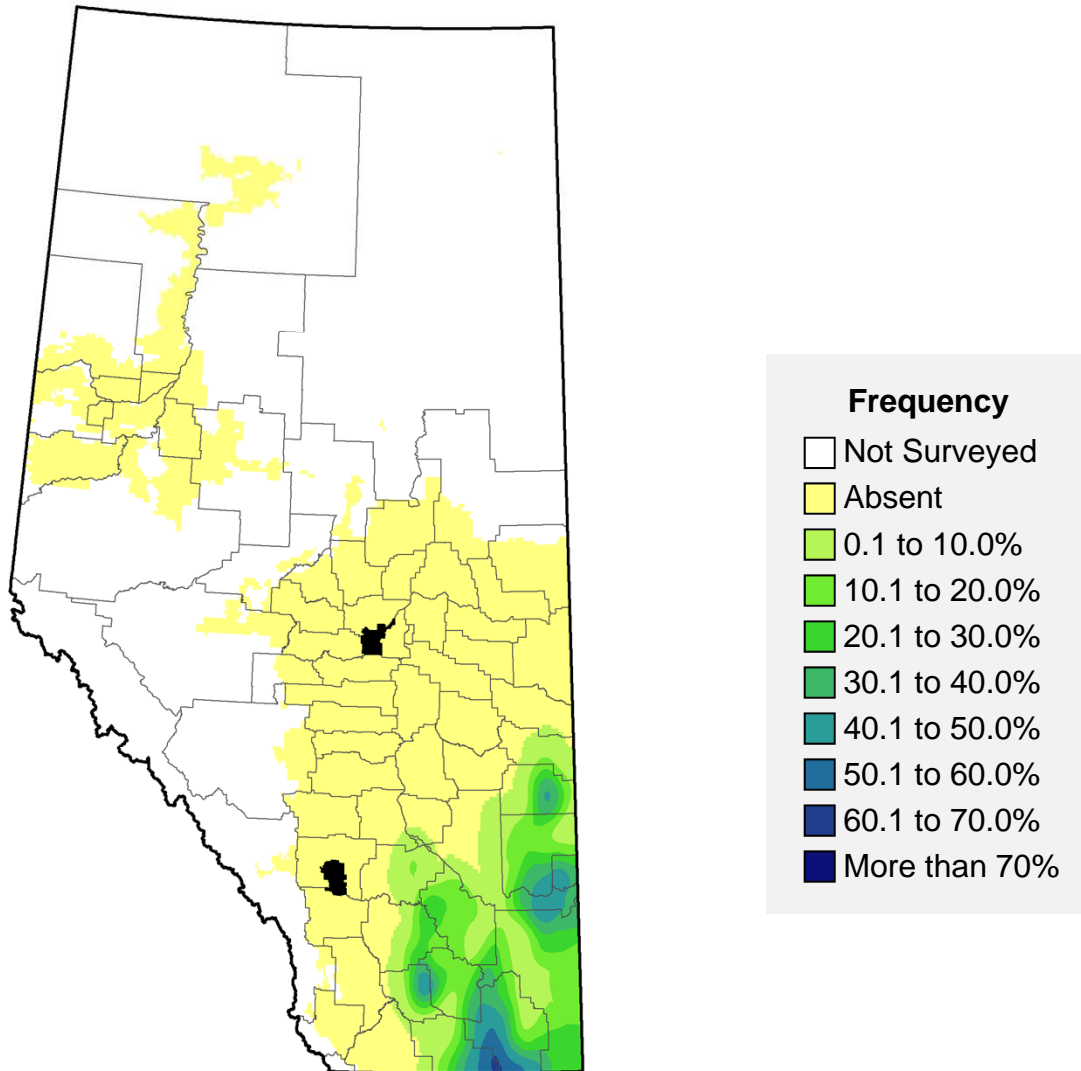 Frequency
Not Surveyed
Absent
0.1 to 10.0%
10.1 to 20.0%
20.1 to 30.0%
30.1 to 40.0%
40.1 to 50.0%
50.1 to 60.0%
60.1 to 70.0%
More than 70%